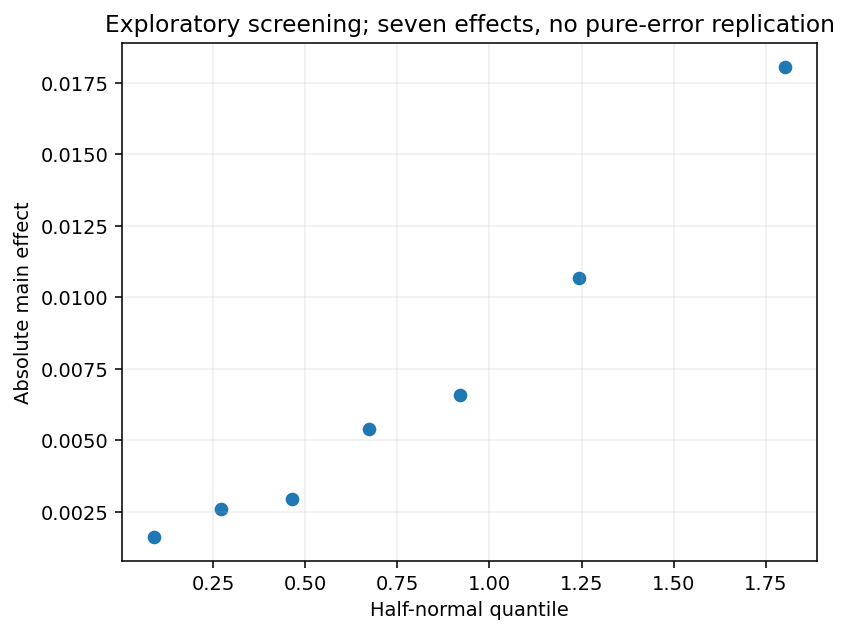 Exploratory screening; seven effects, no pure-error replication
0.0175
0.0150
0.0125
0.0100
0.0075
0.0050
0.0025
Absolute main effect
0.25 0.50 0.75 1.00 1.25 1.50 1.75
Half-normal quantile